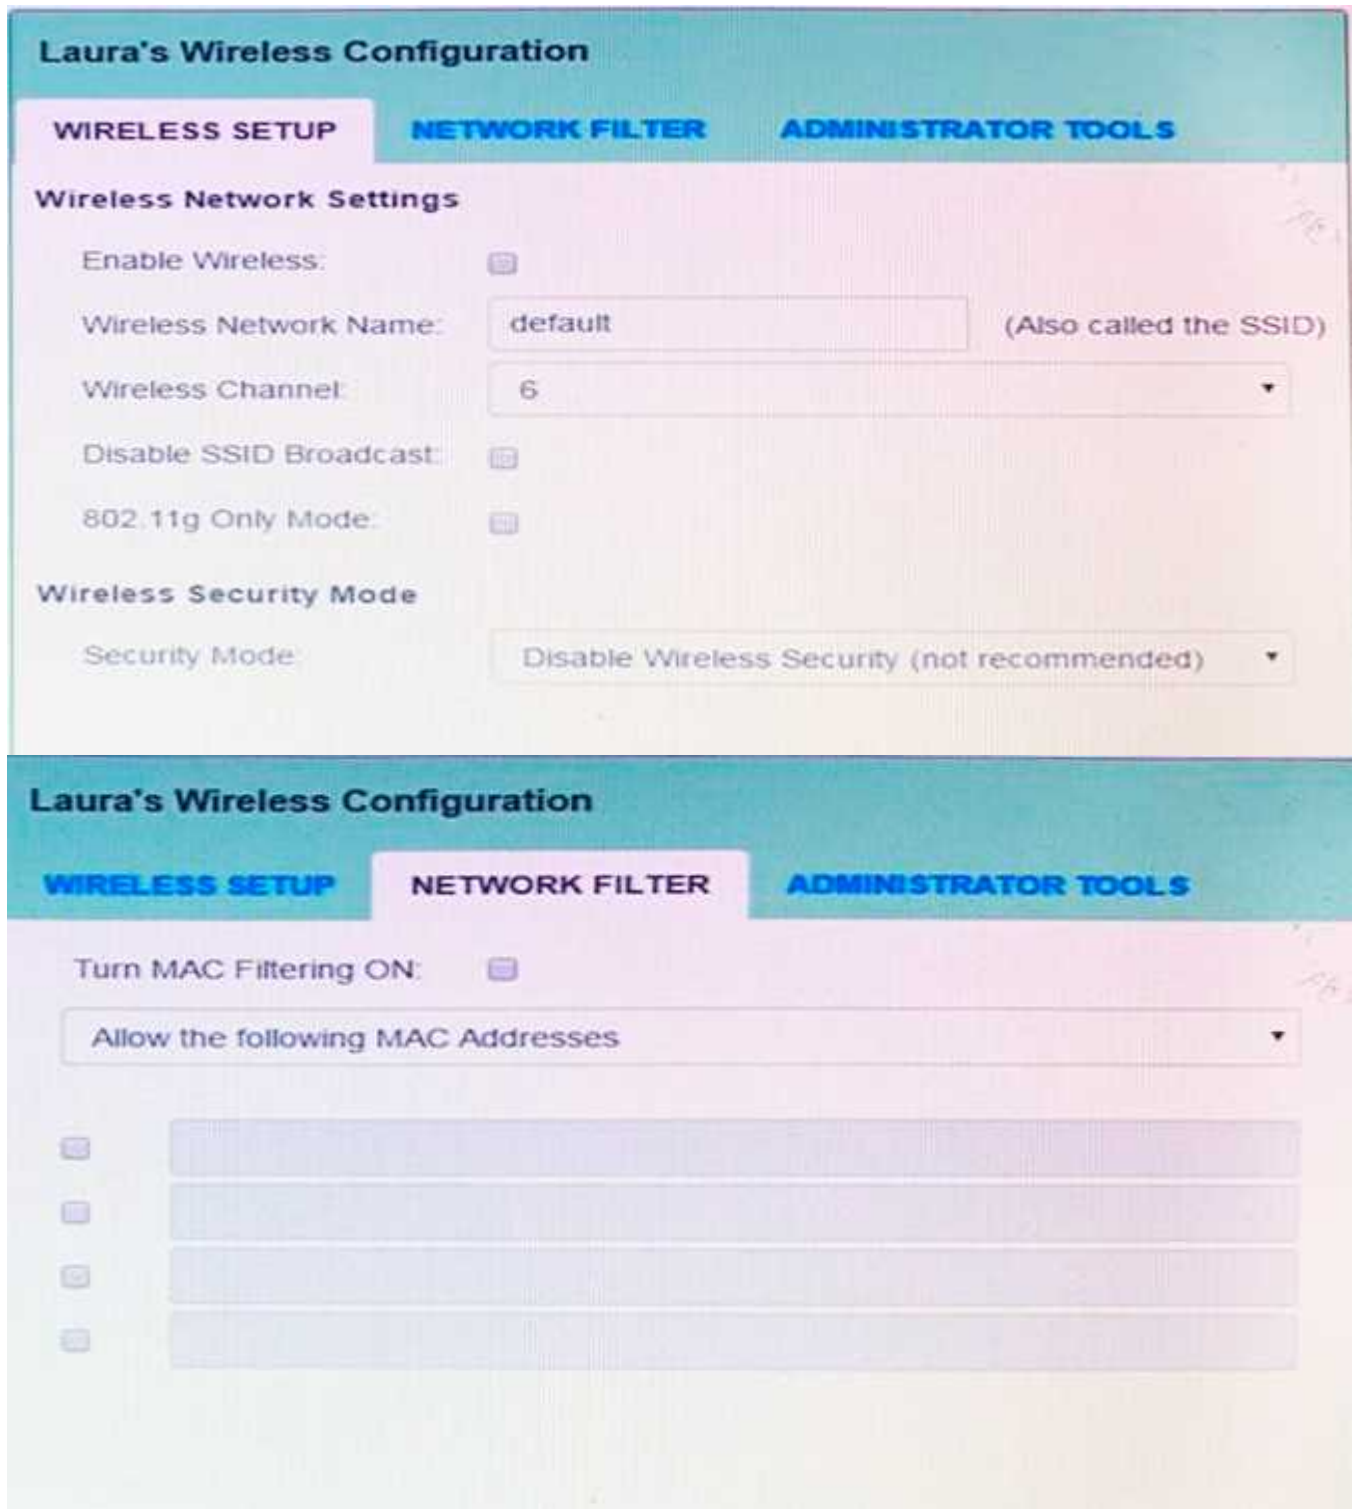 Laura's Wireless Configuration
WIRELESS SETUP NETWORK FILTER ADMINISTRATOR TOOLS
Wireless Network Settings
Enable Wireless:
Wireless Network Name: default (Also called the SSID)
Wireless Channel: 6
Disable SSID Broadcast:
802.11g Only Mode:
Wireless Security Mode
Security Mode: Disable Wireless Security (not recommended)
Laura's Wireless Configuration
WIRELESS SETUP NETWORK FILTER ADMINISTRATOR TOOLS
Turn MAC Filtering ON:
Allow the following MAC Addresses